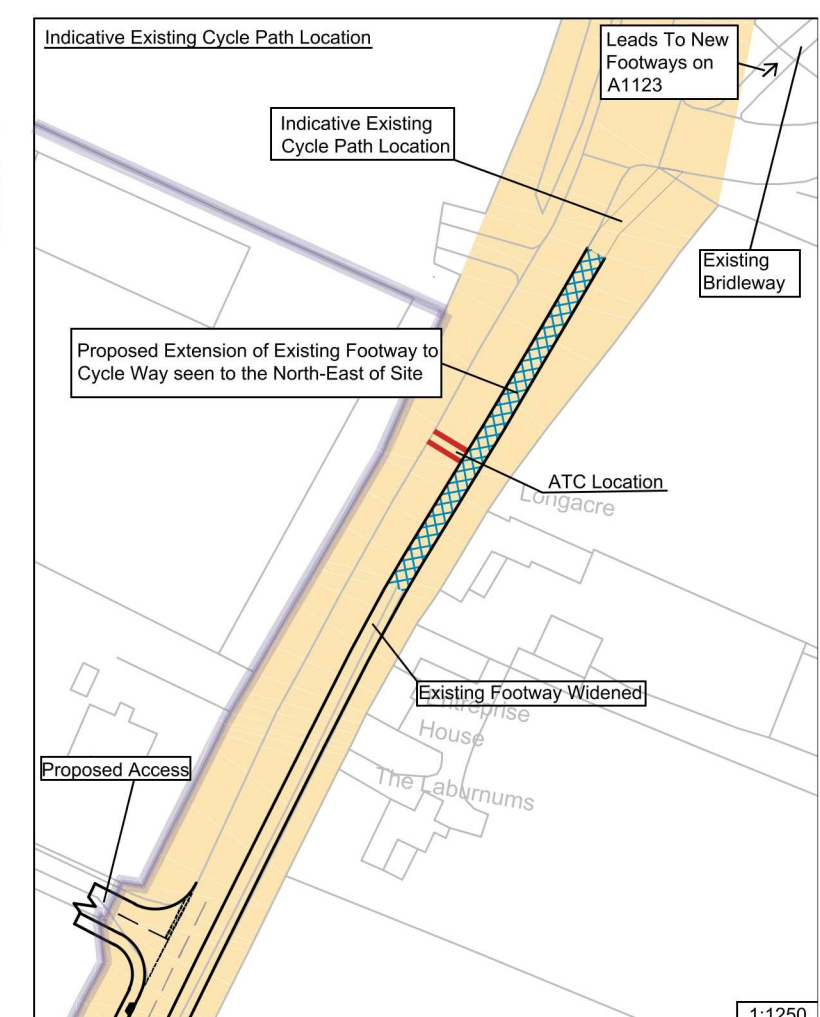 Indicative Existing Cycle Path Location
Leads To New
Footways on
A1123
Indicative Existing
Cycle Path Location
Existing
Bridleway
Proposed Extension of Existing Footway to
Cycle Way seen to the North-East of Site
ATC Location
Longacre
Existing Footway Widened
Entreprise
House
Proposed Access
The Laburnums
1:1250